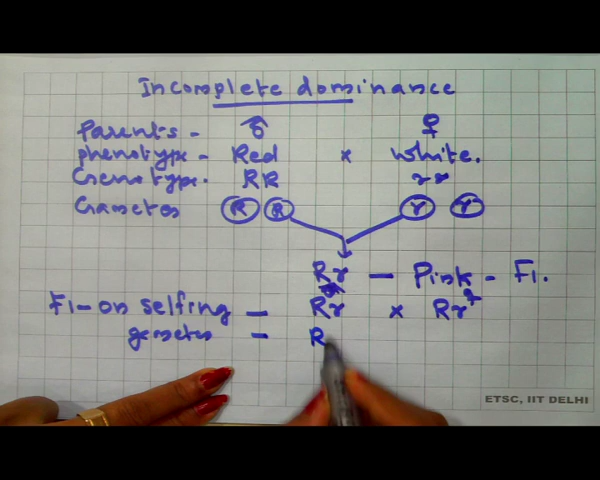 Incomplete dominance
Parents - ♂ ♀
phenotype - Red × white.
Genotype. RR rr
Gametes R R r r
Rr - Pink - F1.
F1 - on selfing - Rr × Rr
gametes - R
ETSC, IIT DELHI